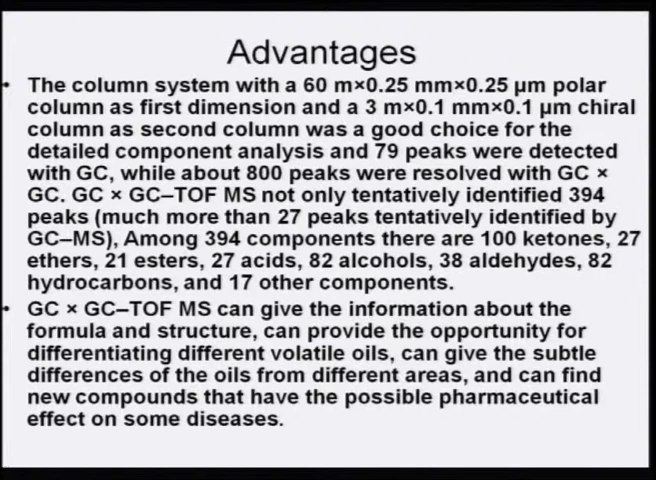 Advantages
• The column system with a 60 m×0.25 mm×0.25 µm polar
column as first dimension and a 3 m×0.1 mm×0.1 µm chiral
column as second column was a good choice for the
detailed component analysis and 79 peaks were detected
with GC, while about 800 peaks were resolved with GC ×
GC. GC × GC–TOF MS not only tentatively identified 394
peaks (much more than 27 peaks tentatively identified by
GC–MS), Among 394 components there are 100 ketones, 27
ethers, 21 esters, 27 acids, 82 alcohols, 38 aldehydes, 82
hydrocarbons, and 17 other components.
• GC × GC–TOF MS can give the information about the
formula and structure, can provide the opportunity for
differentiating different volatile oils, can give the subtle
differences of the oils from different areas, and can find
new compounds that have the possible pharmaceutical
effect on some diseases.